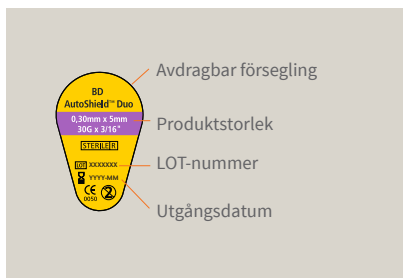 Avdragbar försegling
BD
AutoShield™ Duo
0,30mm x 5mm
30G x 3/16"
Produktstorlek
STERILE R
LOT XXXXXXX
LOT-nummer
YYYY-MM
CE
0050
2
Utgångsdatum